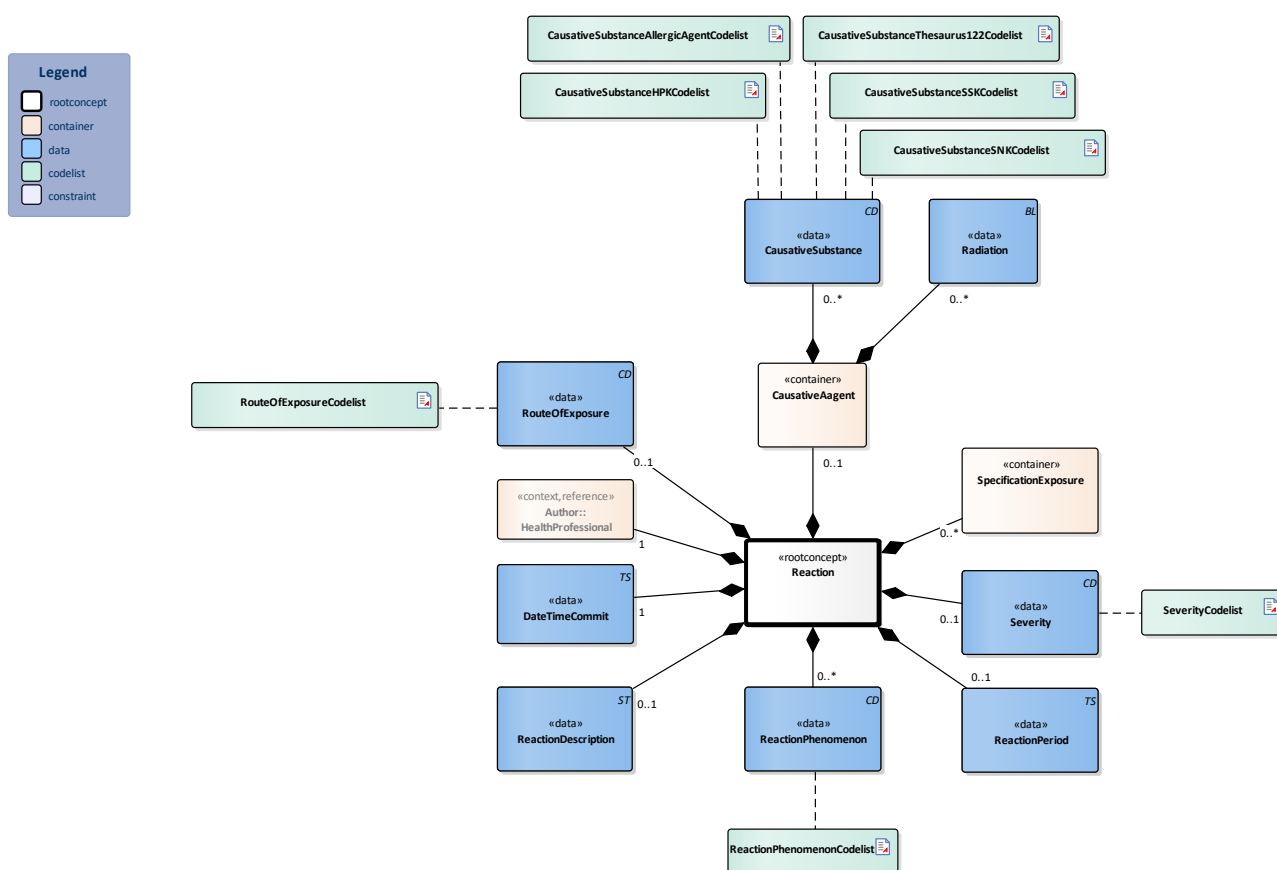 CausativeSubstanceAllergicAgentCodelist
CausativeSubstanceThesaurus122Codelist
Legend
rootconcept
container
data
codelist
constraint
CausativeSubstanceHPKCodelist
CausativeSubstanceSSKCodelist
CausativeSubstanceSNKCodelist
CD
«data»
CausativeSubstance
BL
«data»
Radiation
0..*
0..*
CD
«data»
RouteOfExposure
RouteOfExposureCodelist
«container»
CausativeAagent
0..1
0..1
«container»
SpecificationExposure
«context,reference»
Author::
HealthProfessional
1
0..*
«rootconcept»
Reaction
TS
«data»
DateTimeCommit
1
CD
«data»
Severity
0..1
SeverityCodelist
ST
«data»
ReactionDescription
0..1
0..*
CD
«data»
ReactionPhenomenon
0..1
TS
«data»
ReactionPeriod
ReactionPhenomenonCodelist